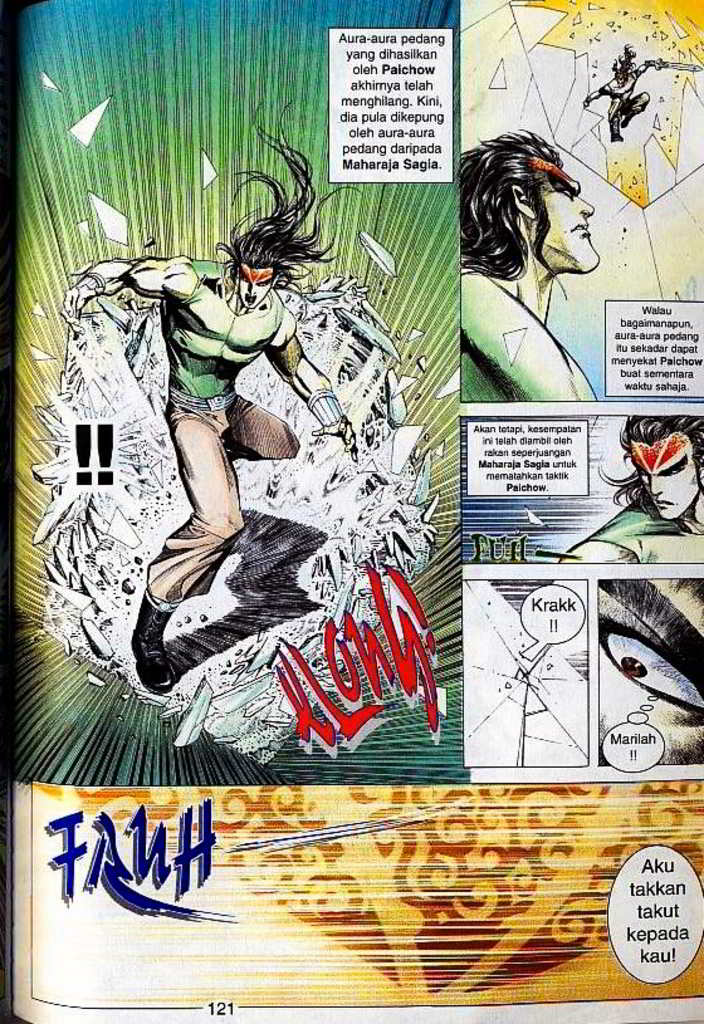 Aura-aura pedang
yang dihasilkan
oleh Paichow
akhirnya telah
menghilang. Kini,
dia pula dikepung
oleh aura-aura
pedang daripada
Maharaja Sagia.
!!
KLONG!
Walau
bagaimanapun,
aura-aura pedang
itu sekadar dapat
menyekat Paichow
buat sementara
waktu sahaja.
Akan tetapi, kesempatan
ini telah diambil oleh
rakan seperjuangan
Maharaja Sagia untuk
mematahkan taktik
Paichow.
Krakk
!!
Marilah
!!
Aku
takkan
takut
kepada
kau!
121